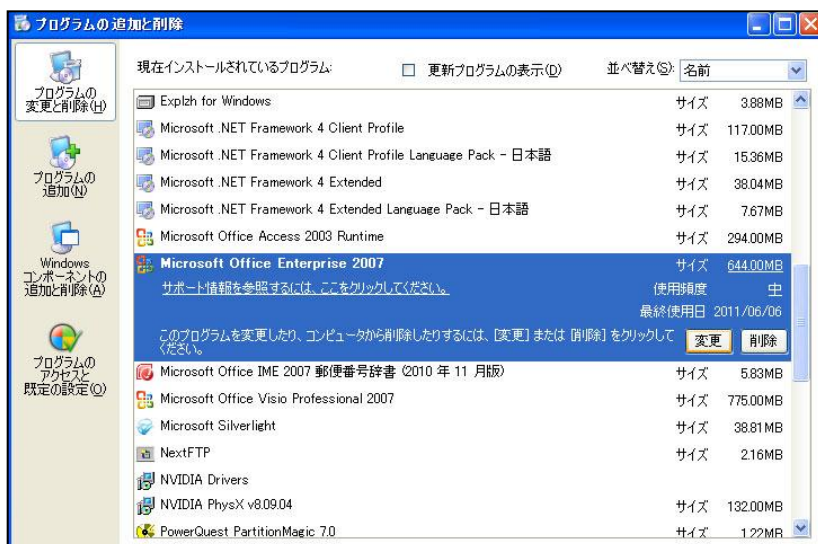 プログラムの追加と削除
プログラムの
変更と削除(H)
プログラムの
追加(N)
Windows
コンポーネントの
追加と削除(A)
プログラムの
アクセスと
既定の設定(O)
現在インストールされているプログラム:
更新プログラムの表示(D)
並べ替え(S): 名前
Explzh for Windows サイズ 3.88MB
Microsoft .NET Framework 4 Client Profile サイズ 117.00MB
Microsoft .NET Framework 4 Client Profile Language Pack - 日本語 サイズ 15.36MB
Microsoft .NET Framework 4 Extended サイズ 38.04MB
Microsoft .NET Framework 4 Extended Language Pack - 日本語 サイズ 7.67MB
Microsoft Office Access 2003 Runtime サイズ 294.00MB
Microsoft Office Enterprise 2007 サイズ 644.00MB
サポート情報を参照するには、ここをクリックしてください。 使用頻度 中
最終使用日 2011/06/06
このプログラムを変更したり、コンピュータから削除したりするには、[変更] または [削除] をクリックして
ください。
変更 削除
Microsoft Office IME 2007 郵便番号辞書 (2010 年 11 月版) サイズ 5.83MB
Microsoft Office Visio Professional 2007 サイズ 775.00MB
Microsoft Silverlight サイズ 38.81MB
NextFTP サイズ 2.16MB
NVIDIA Drivers
NVIDIA PhysX v8.09.04 サイズ 132.00MB
PowerQuest PartitionMagic 7.0 サイズ 1.22MB